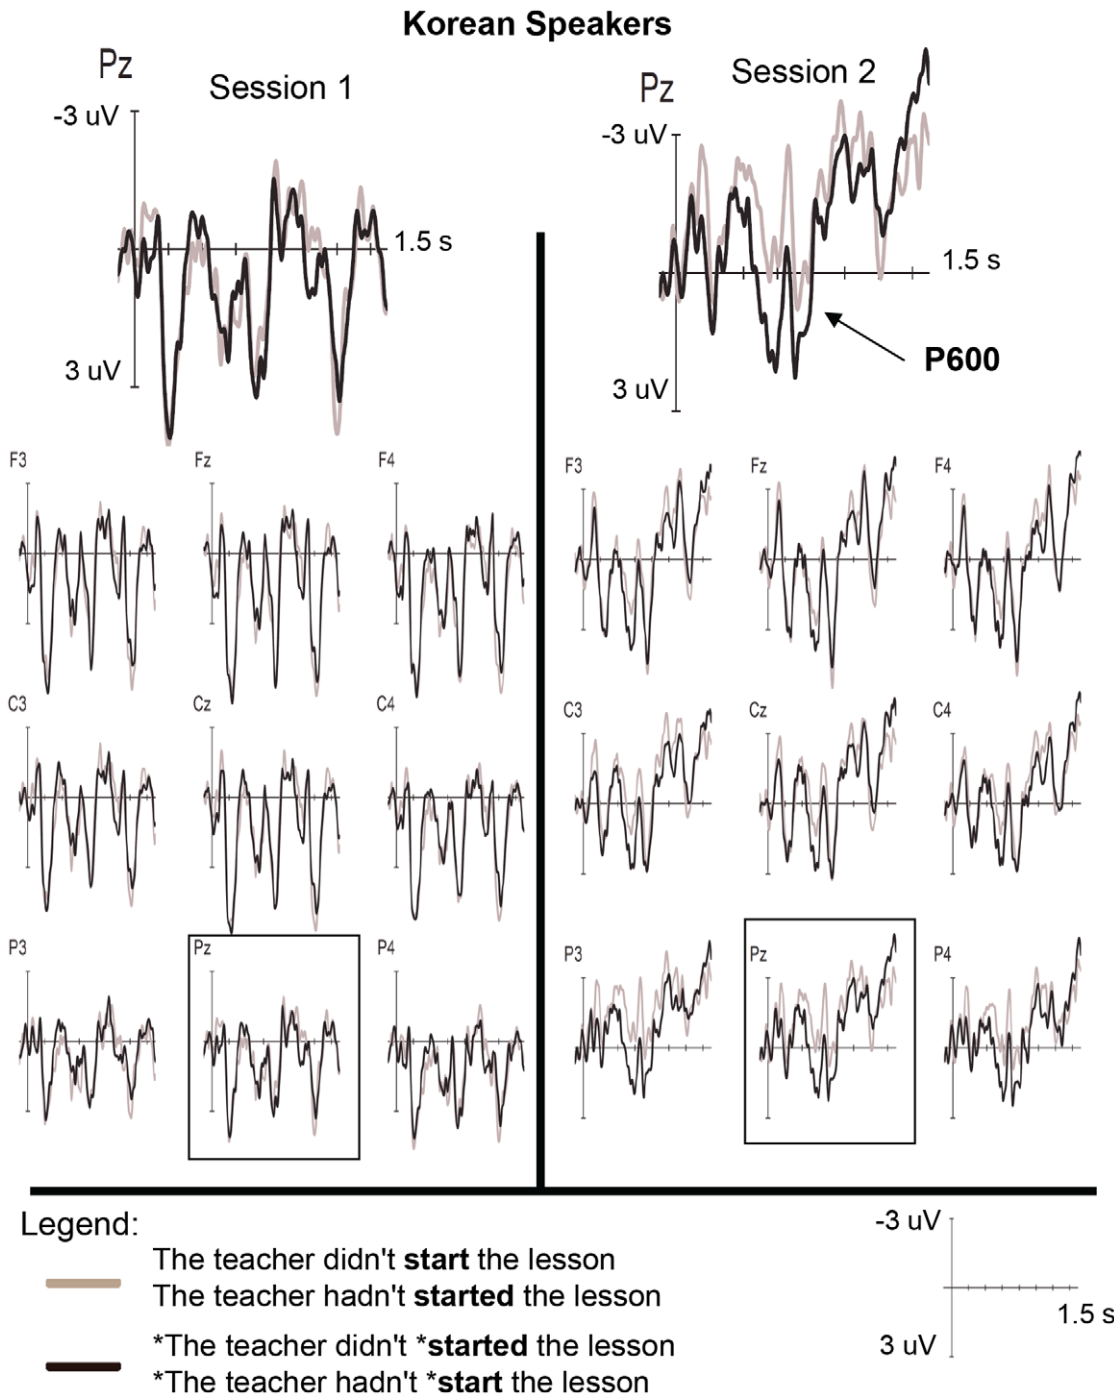 Korean Speakers
Pz
Session 1
-3 uV
1.5 s
3 uV
Pz
Session 2
-3 uV
1.5 s
P600
3 uV
F3
Fz
F4
F3
Fz
F4
C3
Cz
C4
C3
Cz
C4
P3
Pz
P4
P3
Pz
P4
Legend:
The teacher didn't start the lesson
The teacher hadn't started the lesson
*The teacher didn't *started the lesson
*The teacher hadn't *start the lesson
-3 uV
1.5 s
3 uV